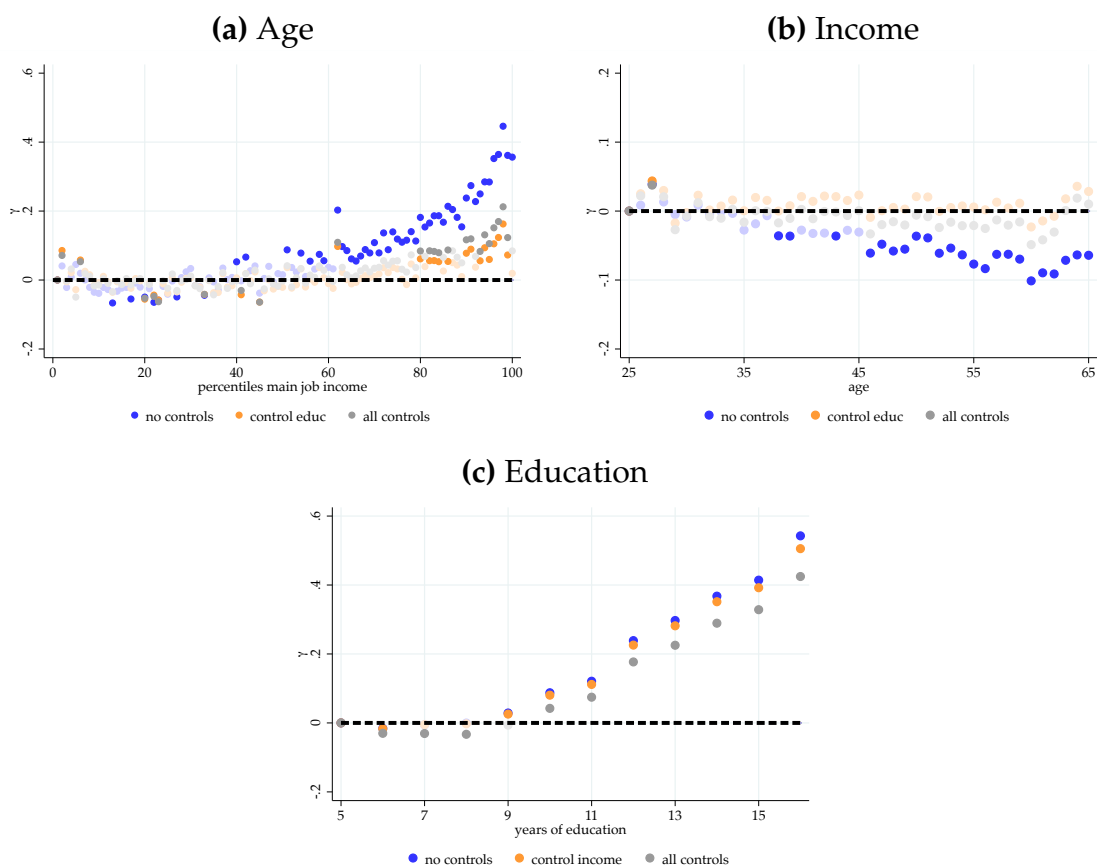 (a) Age
.6
.4
.2
0
-.2
γ
0 20 40 60 80 100
percentiles main job income
no controls control educ all controls
(b) Income
.2
.1
0
-.1
-.2
γ
25 35 45 55 65
age
no controls control educ all controls
(c) Education
.6
.4
.2
0
-.2
γ
5 7 9 11 13 15
years of education
no controls control income all controls